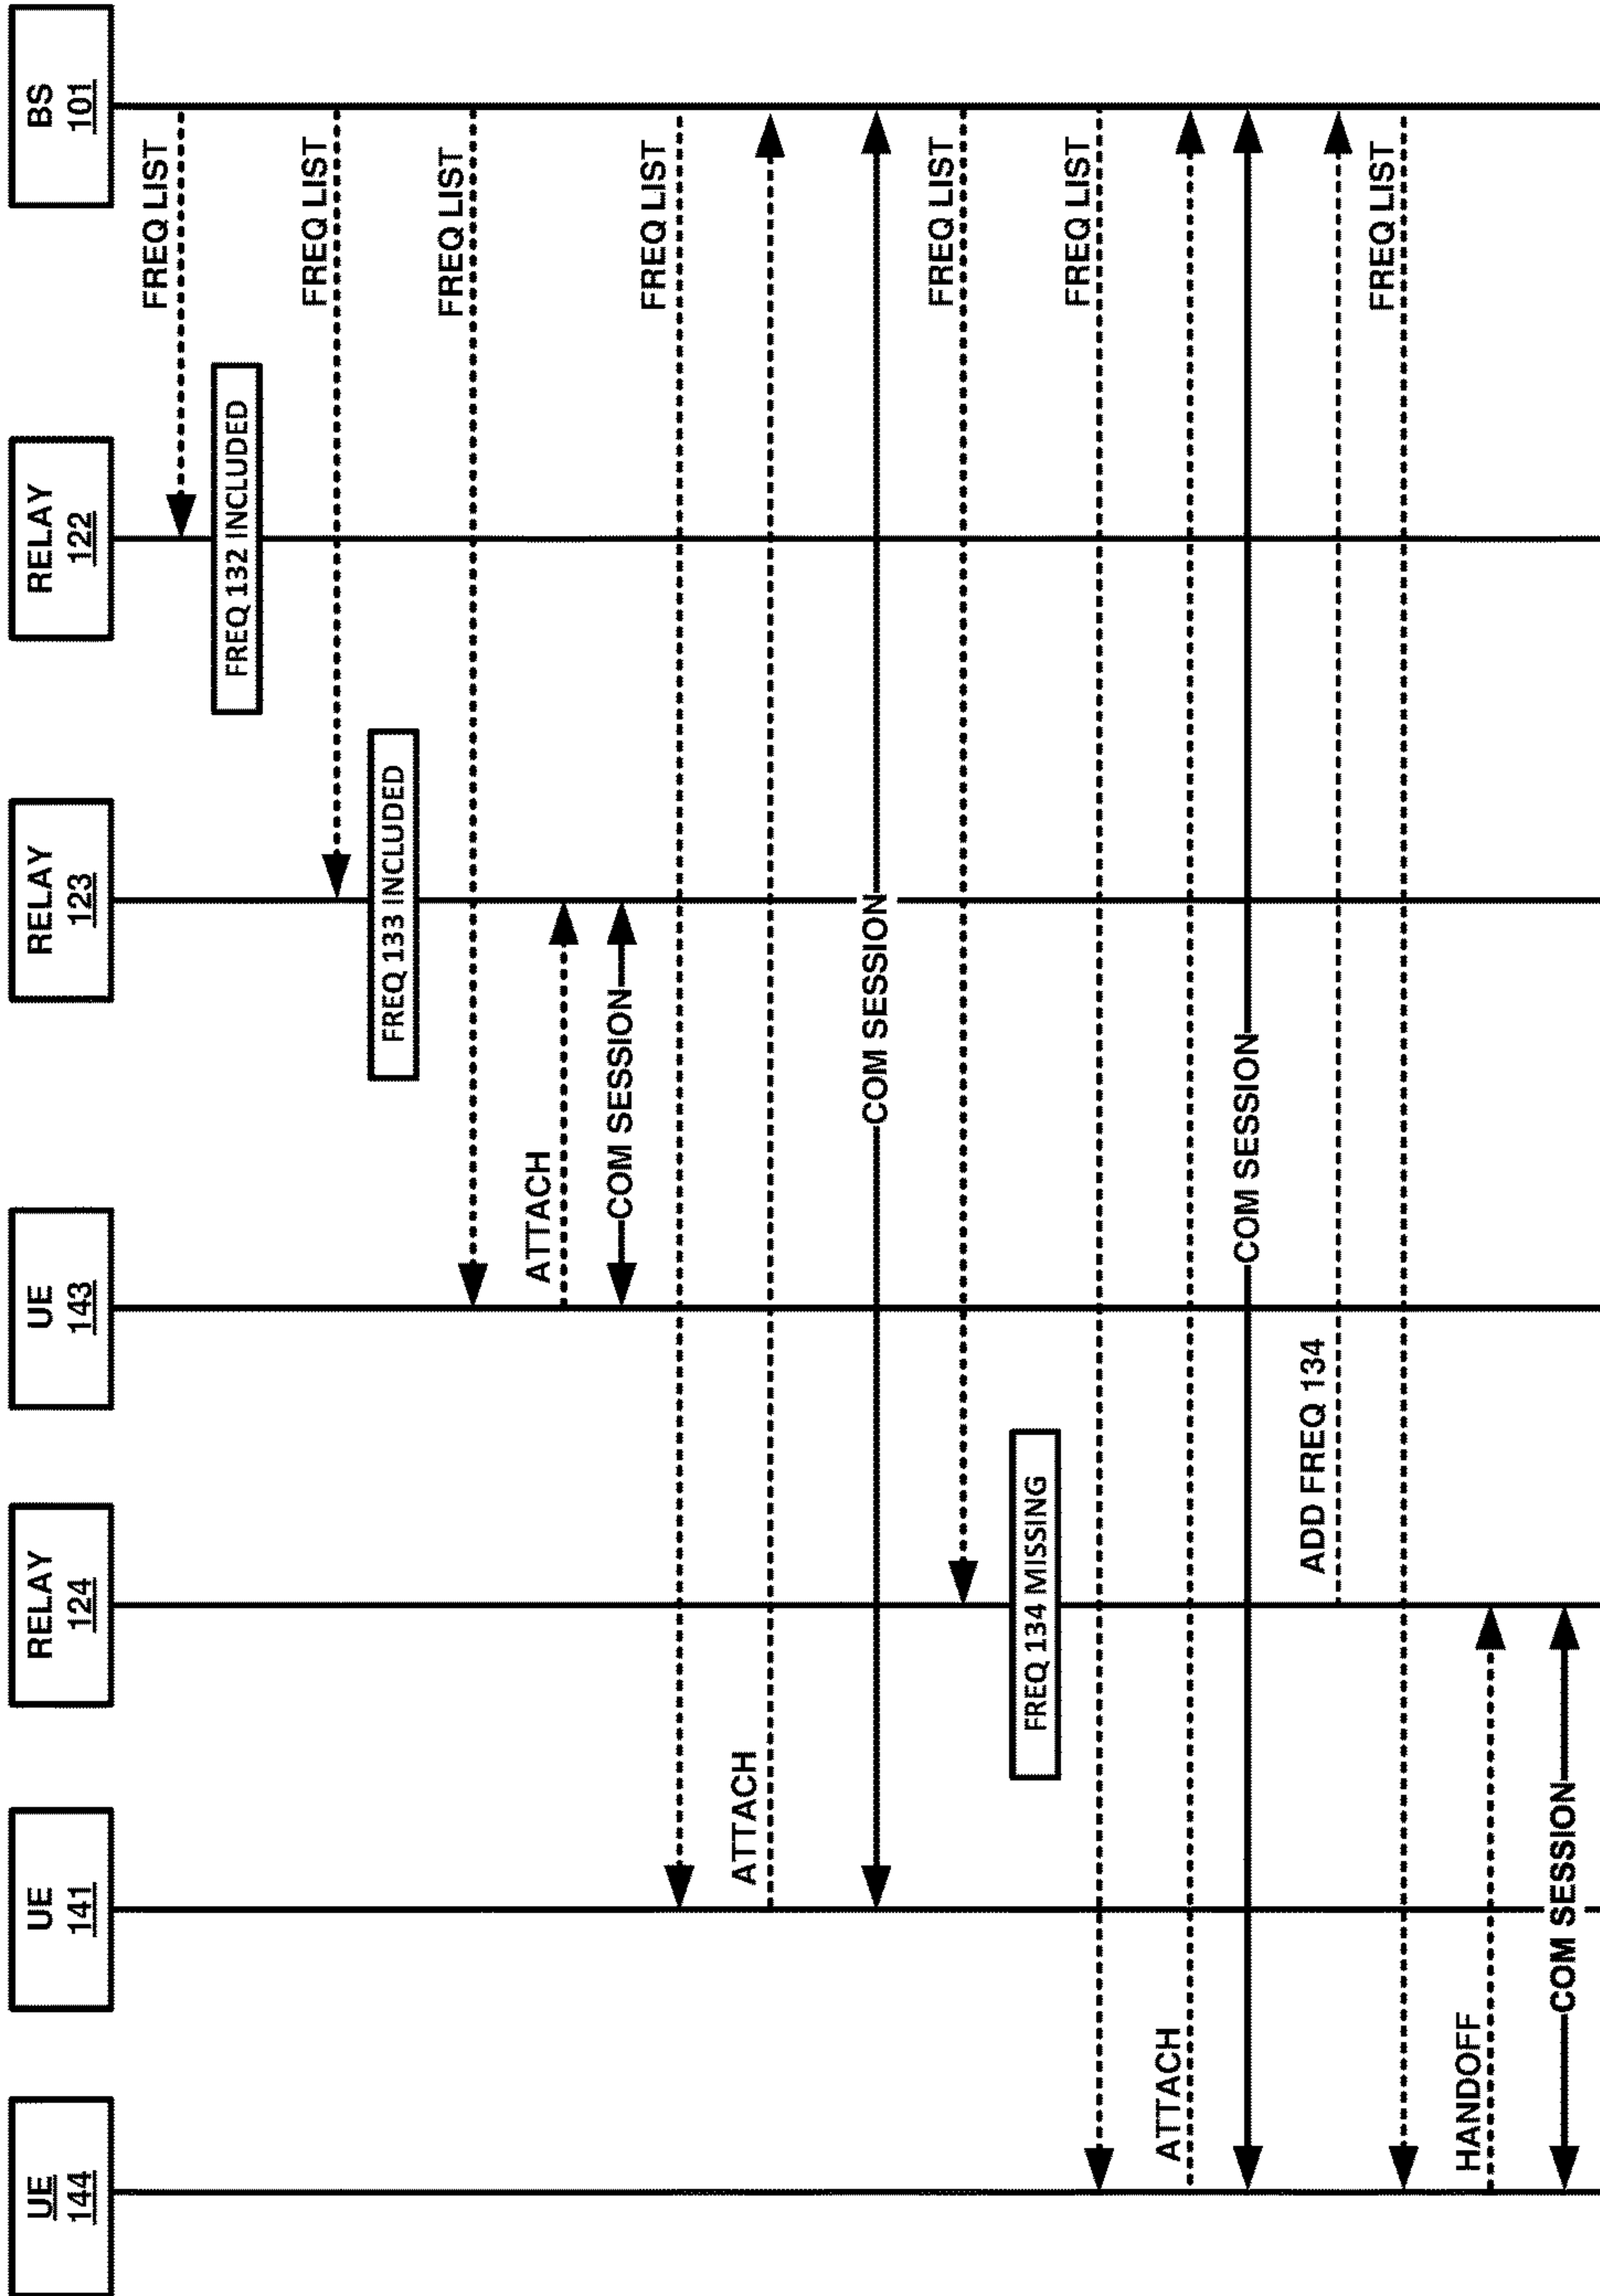 UE
144
UE
141
RELAY
124
UE
143
RELAY
123
RELAY
122
BS
101
FREQ LIST
FREQ 132 INCLUDED
FREQ LIST
FREQ 133 INCLUDED
FREQ LIST
ATTACH
COM SESSION
FREQ LIST
ATTACH
COM SESSION
FREQ LIST
FREQ 134 MISSING
FREQ LIST
ATTACH
COM SESSION
ADD FREQ 134
FREQ LIST
HANDOFF
COM SESSION